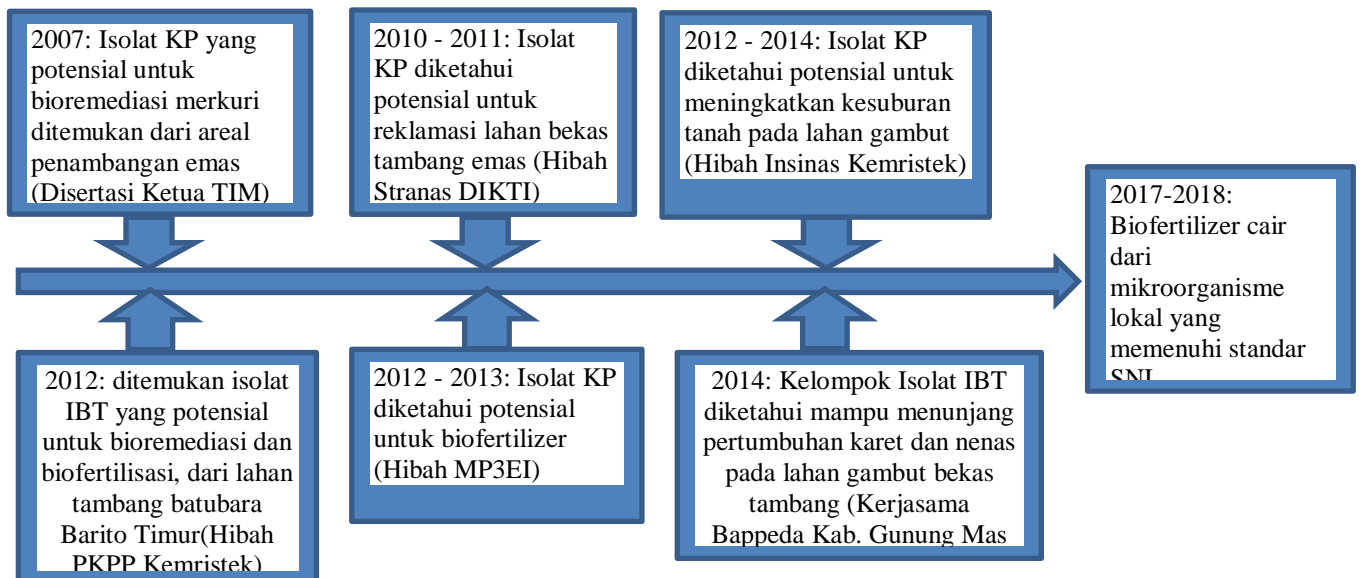 2007: Isolat KP yang
potensial untuk
bioremediasi merkuri
ditemukan dari areal
penambangan emas
(Disertasi Ketua TIM)
2010 - 2011: Isolat
KP diketahui
potensial untuk
reklamasi lahan bekas
tambang emas (Hibah
Stranas DIKTI)
2012 - 2014: Isolat KP
diketahui potensial untuk
meningkatkan kesuburan
tanah pada lahan gambut
(Hibah Insinas Kemristek)
2017-2018:
Biofertilizer cair
dari
mikroorganisme
lokal yang
memenuhi standar
SNI
2012: ditemukan isolat
IBT yang potensial
untuk bioremediasi dan
biofertilisasi, dari lahan
tambang batubara
Barito Timur(Hibah
PKPP Kemristek)
2012 - 2013: Isolat KP
diketahui potensial
untuk biofertilizer
(Hibah MP3EI)
2014: Kelompok Isolat IBT
diketahui mampu menunjang
pertumbuhan karet dan nenas
pada lahan gambut bekas
tambang (Kerjasama
Bappeda Kab. Gunung Mas